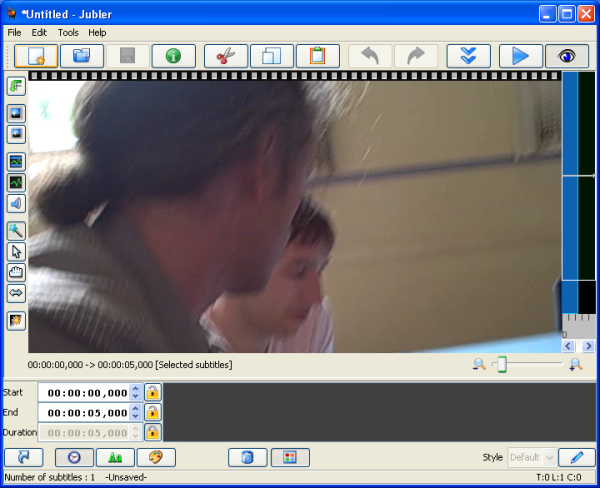 *Untitled - Jubler
File Edit Tools Help
0
00:00:00,000 -> 00:00:05,000 [Selected subtitles]
Start 00:00:00,000
End 00:00:05,000
Duration 00:00:05,000
Aa Style Default
Number of subtitles : 1 -Unsaved- T:0 L:1 C:0